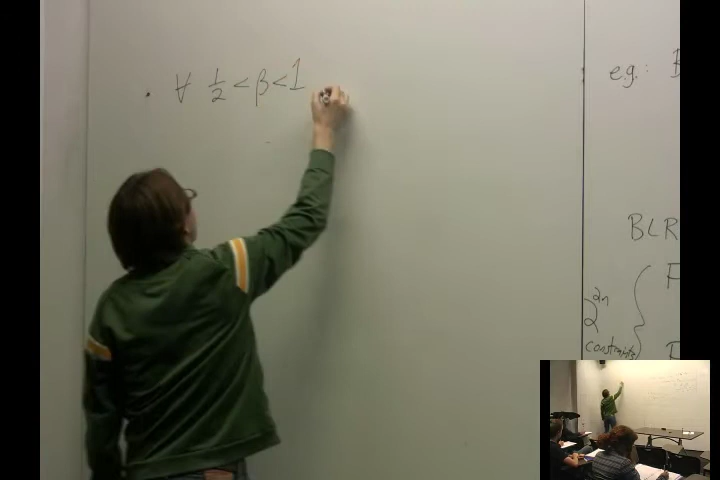 · ∀ 1/2 < β < 1
e.g.:
BLR
2^{2n} {
constraints